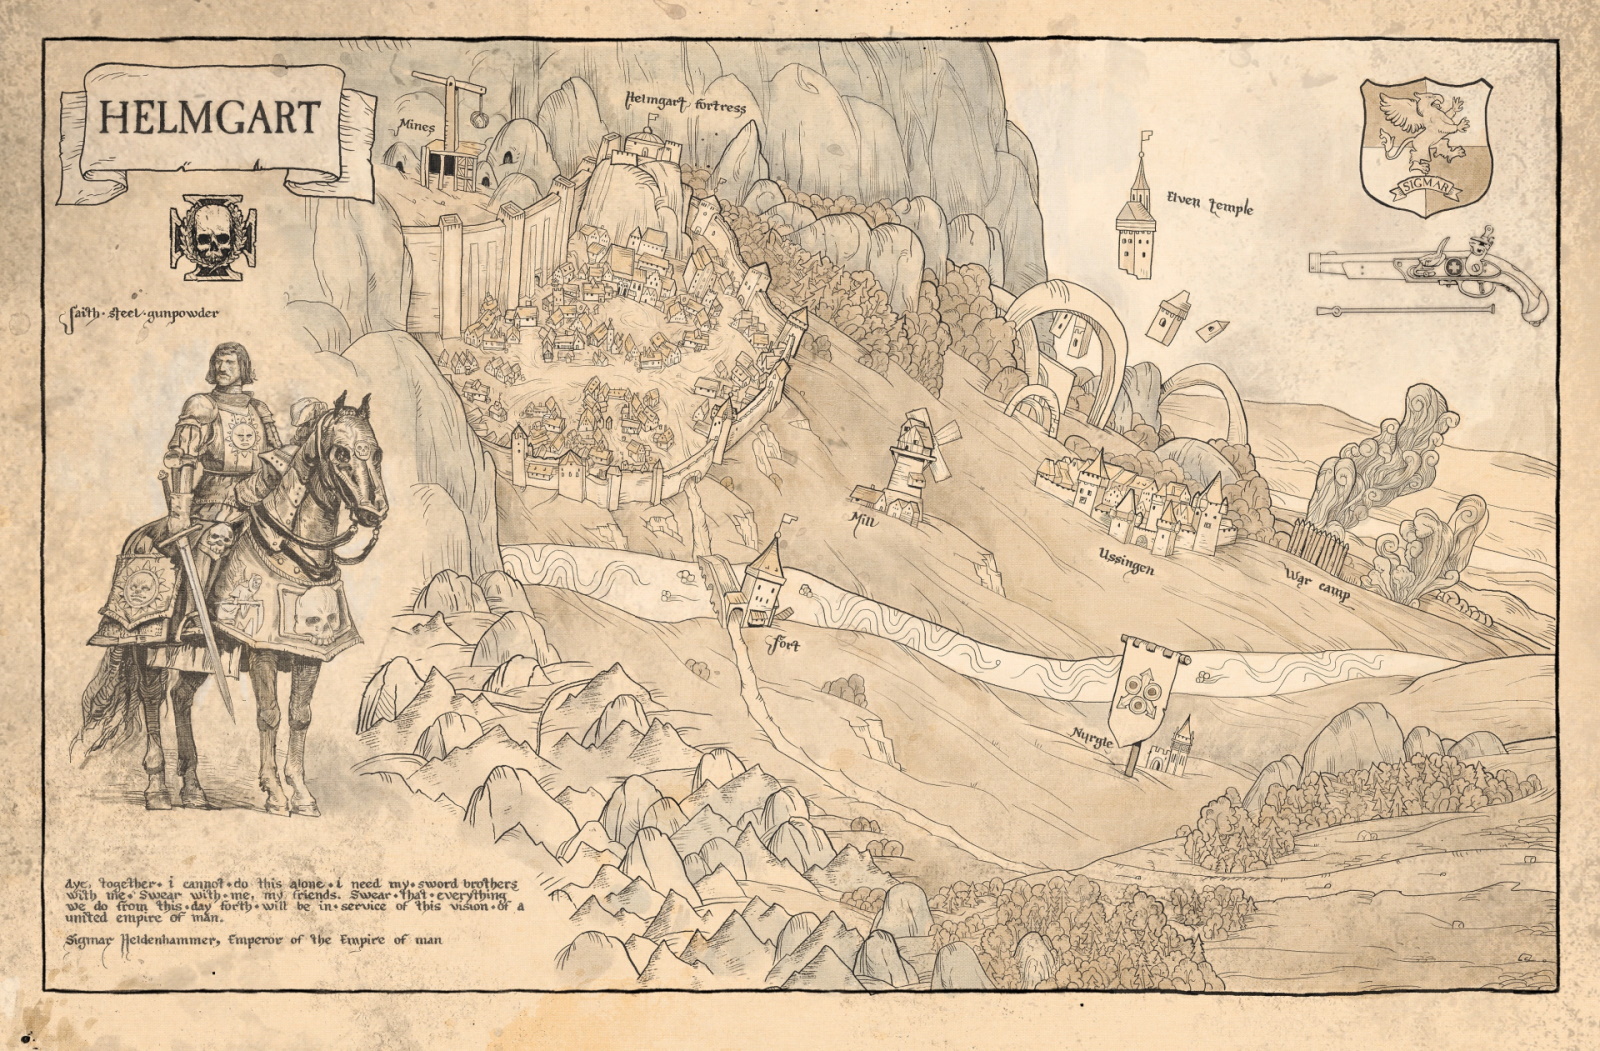 HELMGART
Mines
Helmgart fortress
SIGMAR
Elven temple
faith · steel · gunpowder
Mill
Ussingen
War camp
fort
Nurgle
Aye, together · i cannot · do this alone · i need my · sword brothers
with me · Swear with · me, my friends. Swear · that · everything
we do from this · day forth · will be in · service of this vision · of a
united empire of man.
Sigmar Heldenhammer, Emperor of the Empire of man